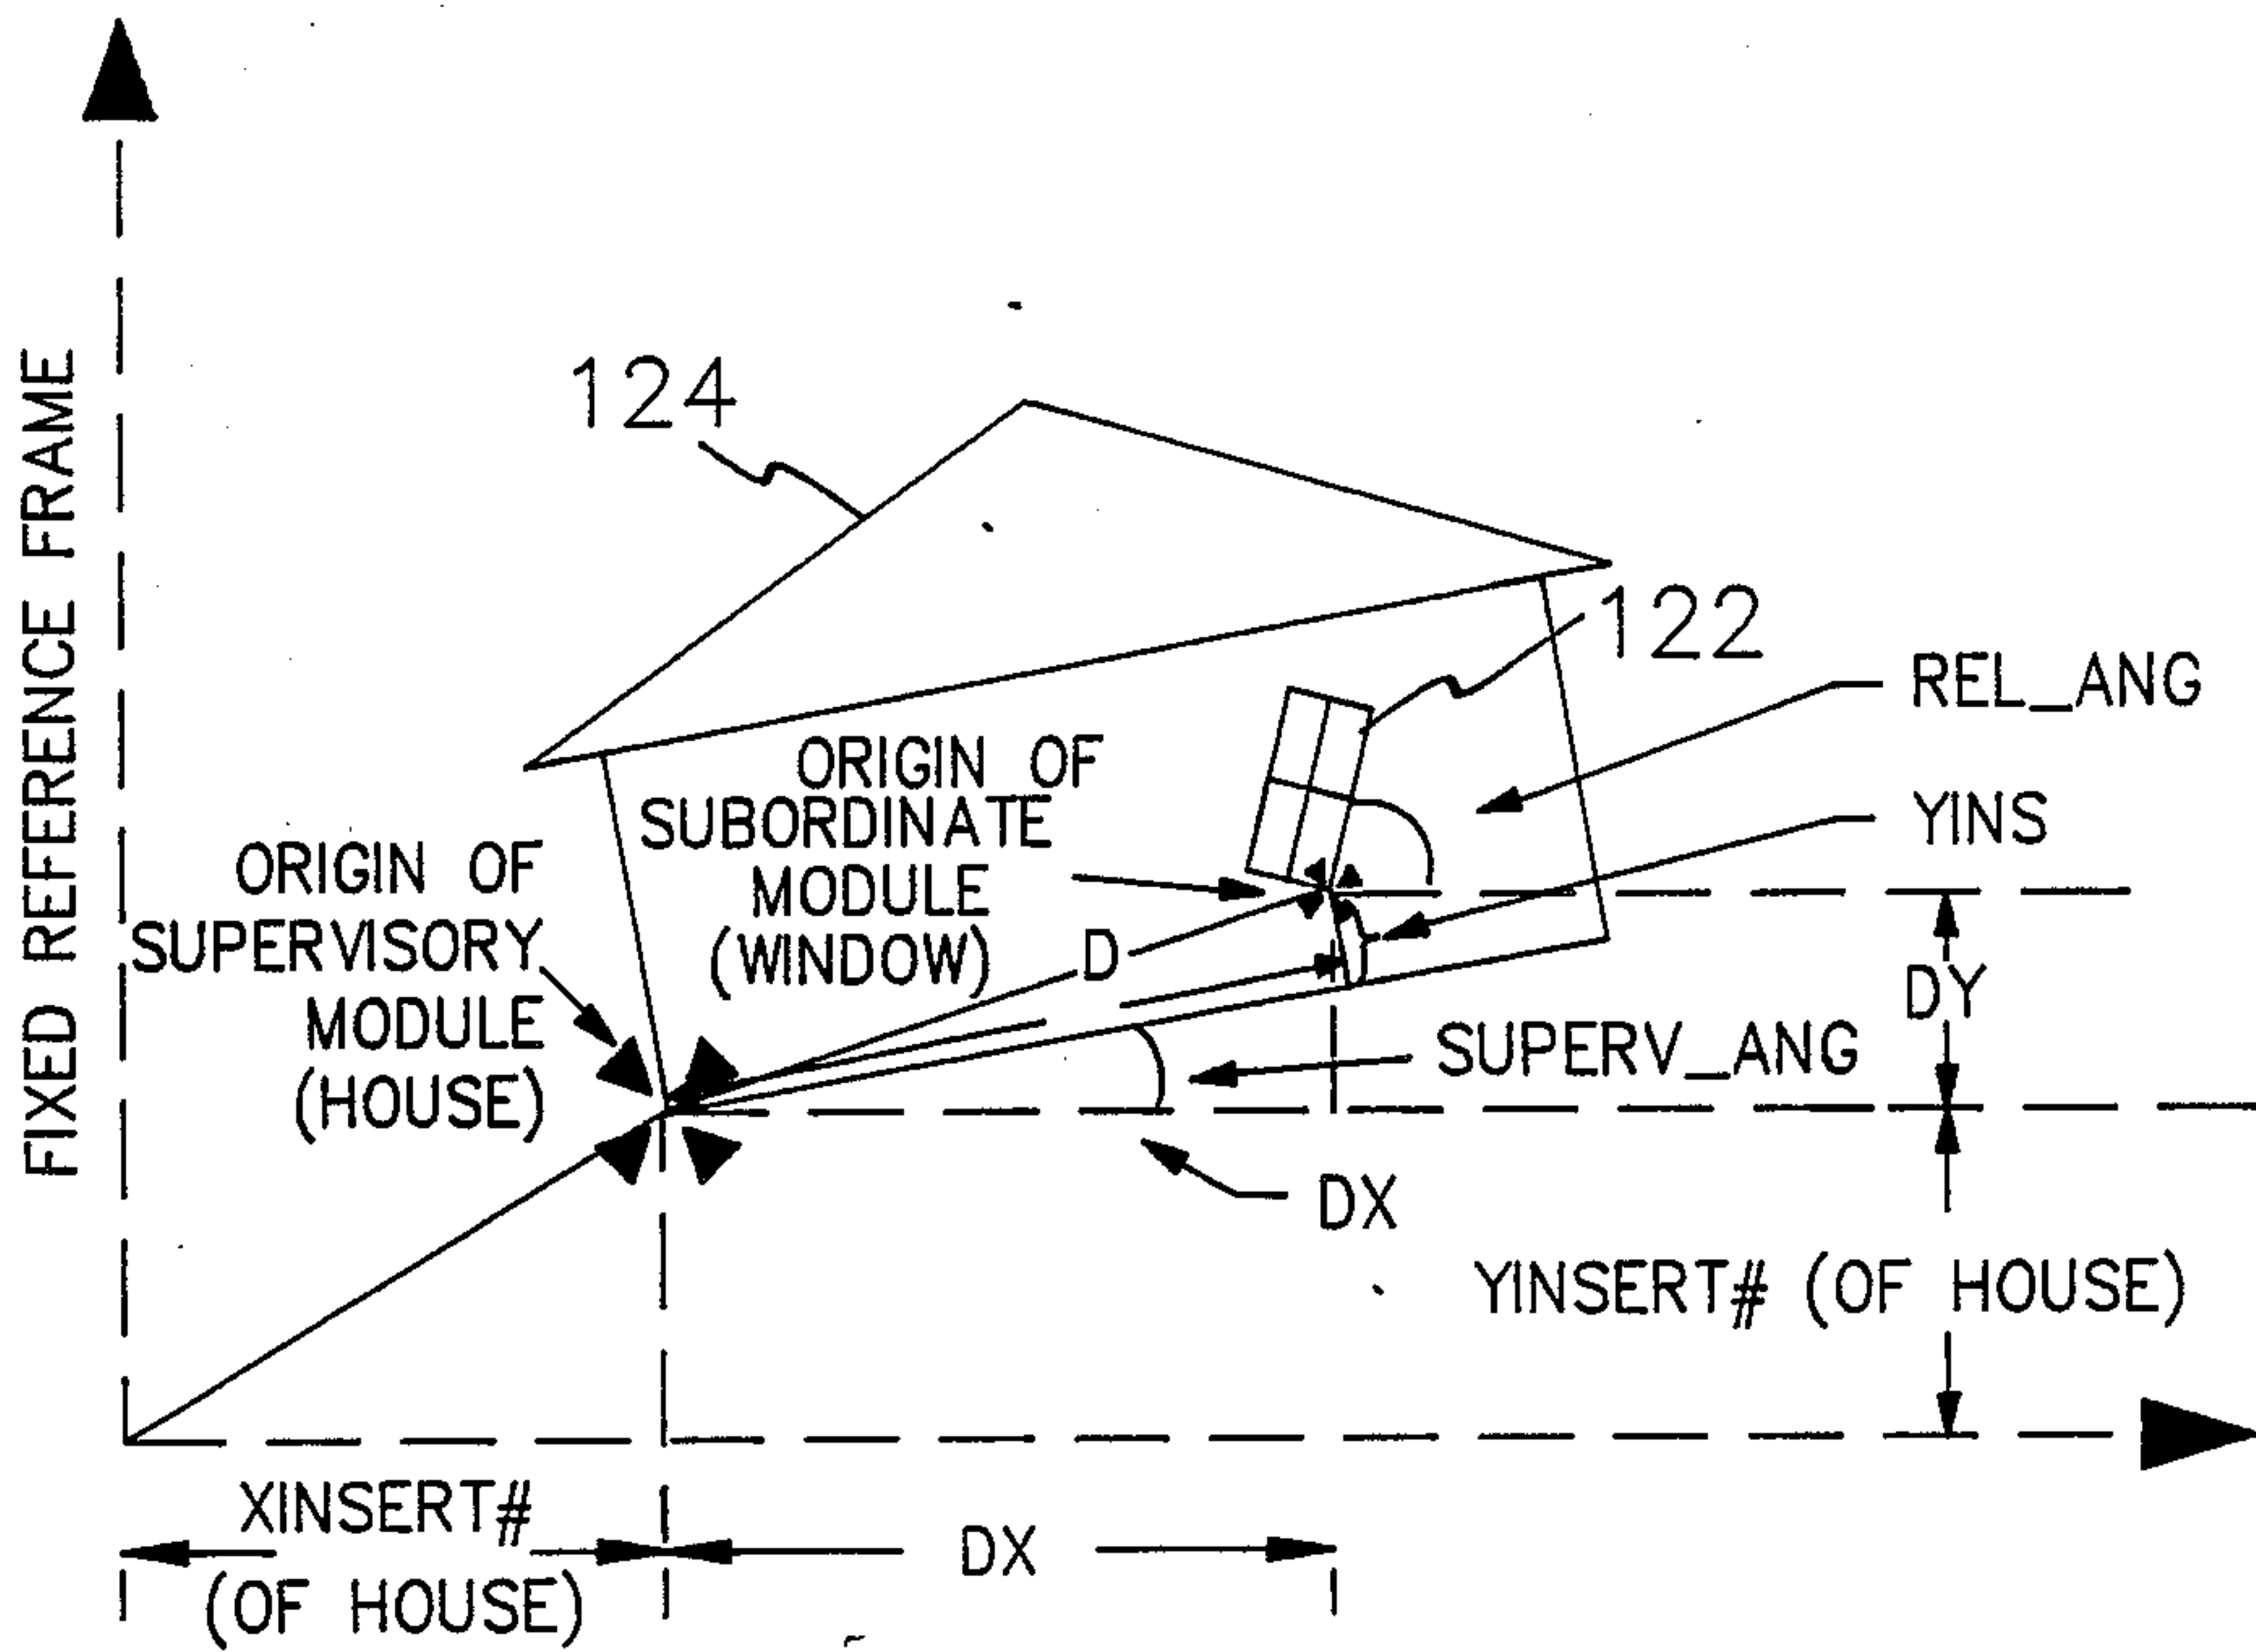 FIXED REFERENCE FRAME
124
122
REL_ANG
YINS
ORIGIN OF
SUBORDINATE
MODULE
(WINDOW)
ORIGIN OF
SUPERVISORY
MODULE
(HOUSE)
D
DY
SUPERV_ANG
DX
YINSERT# (OF HOUSE)
XINSERT#
(OF HOUSE)
DX